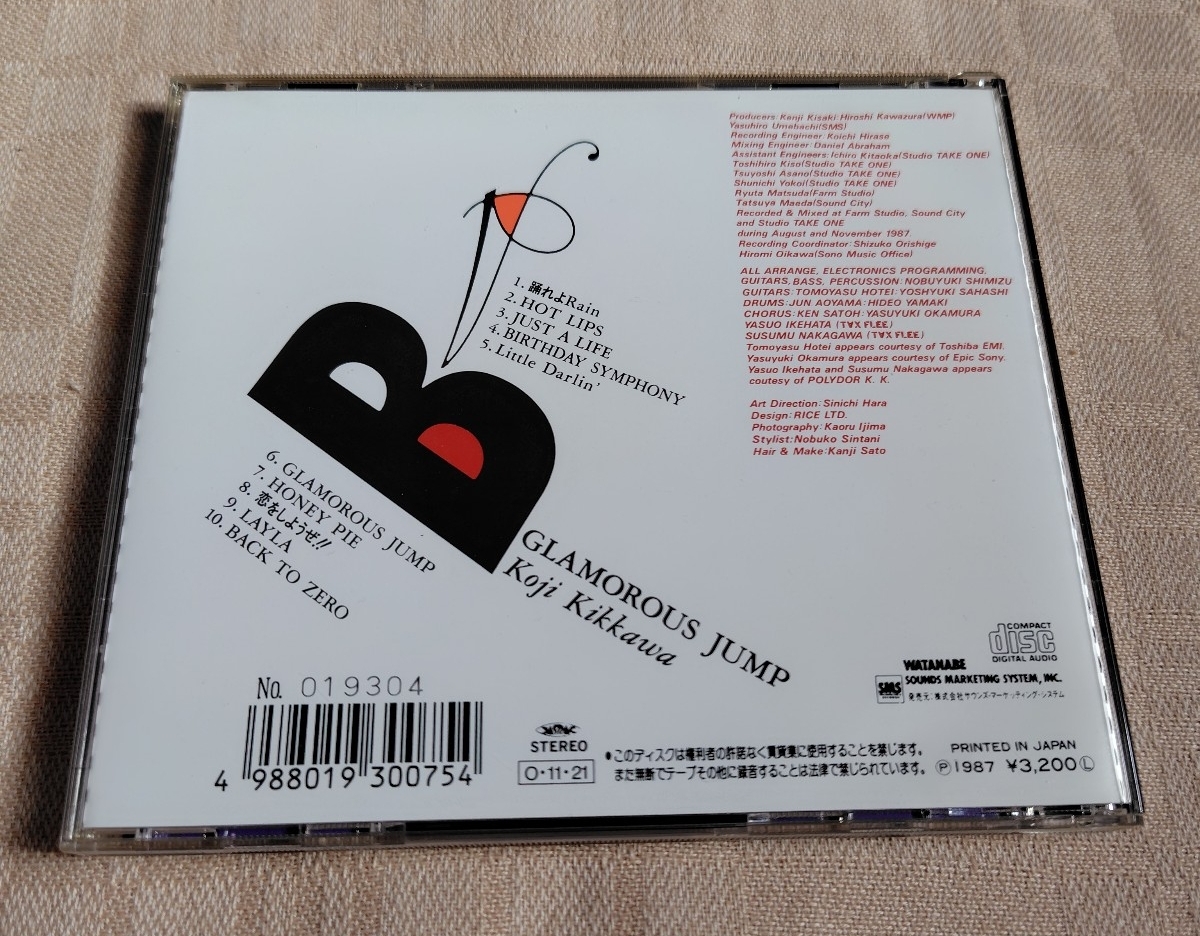 1. 踊れよRain
2. HOT LIPS
3. JUST A LIFE
4. BIRTHDAY SYMPHONY
5. Little Darlin'
B
6. GLAMOROUS JUMP
7. HONEY PIE
8. 恋をしようぜ!!
9. LAYLA
10. BACK TO ZERO
GLAMOROUS JUMP
Koji Kikkawa
Producers: Kenji Kisaki: Hiroshi Kawazura(WMP)
Yasuhiro Umebachi(SMS)
Recording Engineer: Koichi Hirase
Mixing Engineer: Daniel Abraham
Assistant Engineers: Ichiro Kitaoka(Studio TAKE ONE)
Toshihiro Kiso(Studio TAKE ONE)
Tsuyoshi Asano(Studio TAKE ONE)
Shunichi Yokoi(Studio TAKE ONE)
Ryuta Matsuda(Farm Studio)
Tatsuya Maeda(Sound City)
Recorded & Mixed at Farm Studio, Sound City
and Studio TAKE ONE
during August and November 1987.
Recording Coordinator: Shizuko Orishige
Hiromi Oikawa(Sono Music Office)
ALL ARRANGE, ELECTRONICS PROGRAMMING,
GUITARS, BASS, PERCUSSION: NOBUYUKI SHIMIZU
GUITARS: TOMOYASU HOTEI: YOSHYUKI SAHASHI
DRUMS: JUN AOYAMA: HIDEO YAMAKI
CHORUS: KEN SATOH: YASUYUKI OKAMURA
YASUO IKEHATA (TAX FLEE)
SUSUMU NAKAGAWA (TAX FLEE)
Tomoyasu Hotei appears courtesy of Toshiba EMI.
Yasuyuki Okamura appears courtesy of Epic Sony.
Yasuo Ikehata and Susumu Nakagawa appears
coutesy of POLYDOR K. K.
Art Direction: Sinichi Hara
Design: RICE LTD.
Photography: Kaoru Ijima
Stylist: Nobuko Sintani
Hair & Make: Kanji Sato
COMPACT
disc
DIGITAL AUDIO
WATANABE
SMS SOUNDS MARKETING SYSTEM, INC.
発売元:株式会社サウンズ・マーケッティング・システム
No. 019304
4 988019 300754
STEREO
O・11・21
●このディスクは権利者の許諾なく賃貸業に使用することを禁じます。
また無断でテープその他に録音することは法律で禁じられています。
PRINTED IN JAPAN
Ⓟ1987 ¥3,200Ⓛ